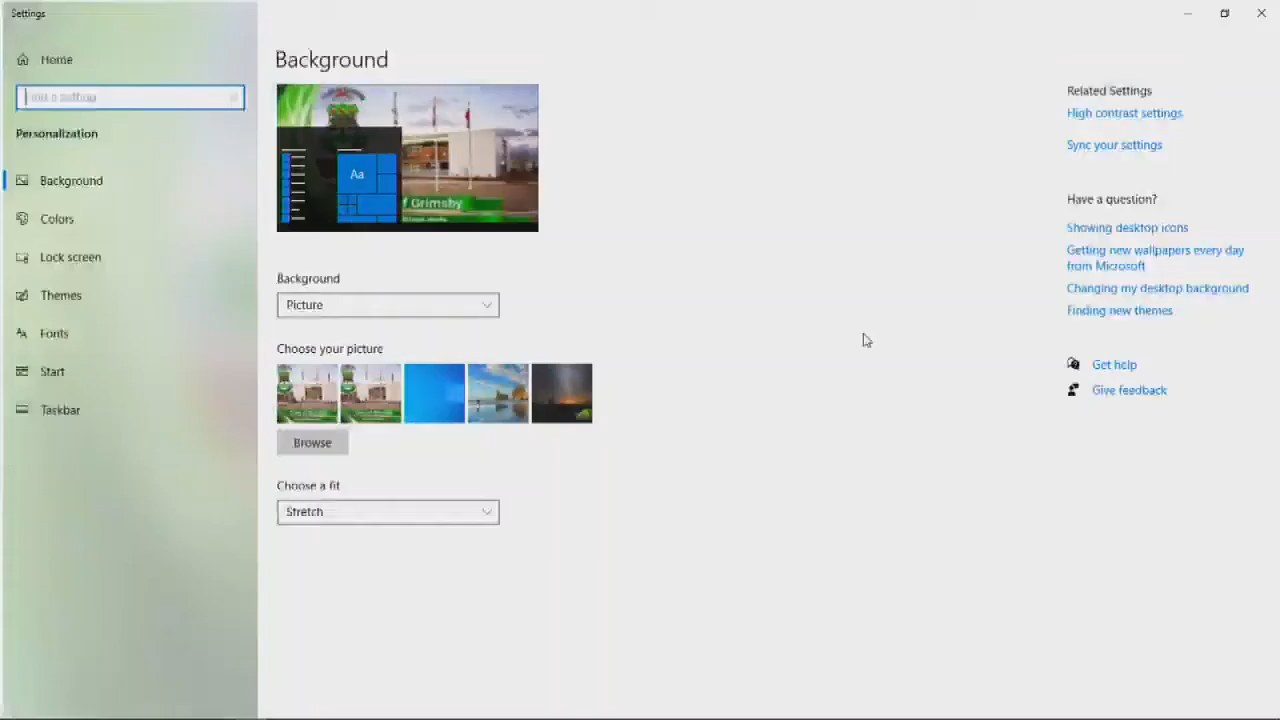 Settings
Home
Find a setting
Personalization
Background
Colors
Lock screen
Themes
Fonts
Start
Taskbar
Background
Aa
f Grimsby
Background
Picture
Choose your picture
Browse
Choose a fit
Stretch
Related Settings
High contrast settings
Sync your settings
Have a question?
Showing desktop icons
Getting new wallpapers every day
from Microsoft
Changing my desktop background
Finding new themes
Get help
Give feedback